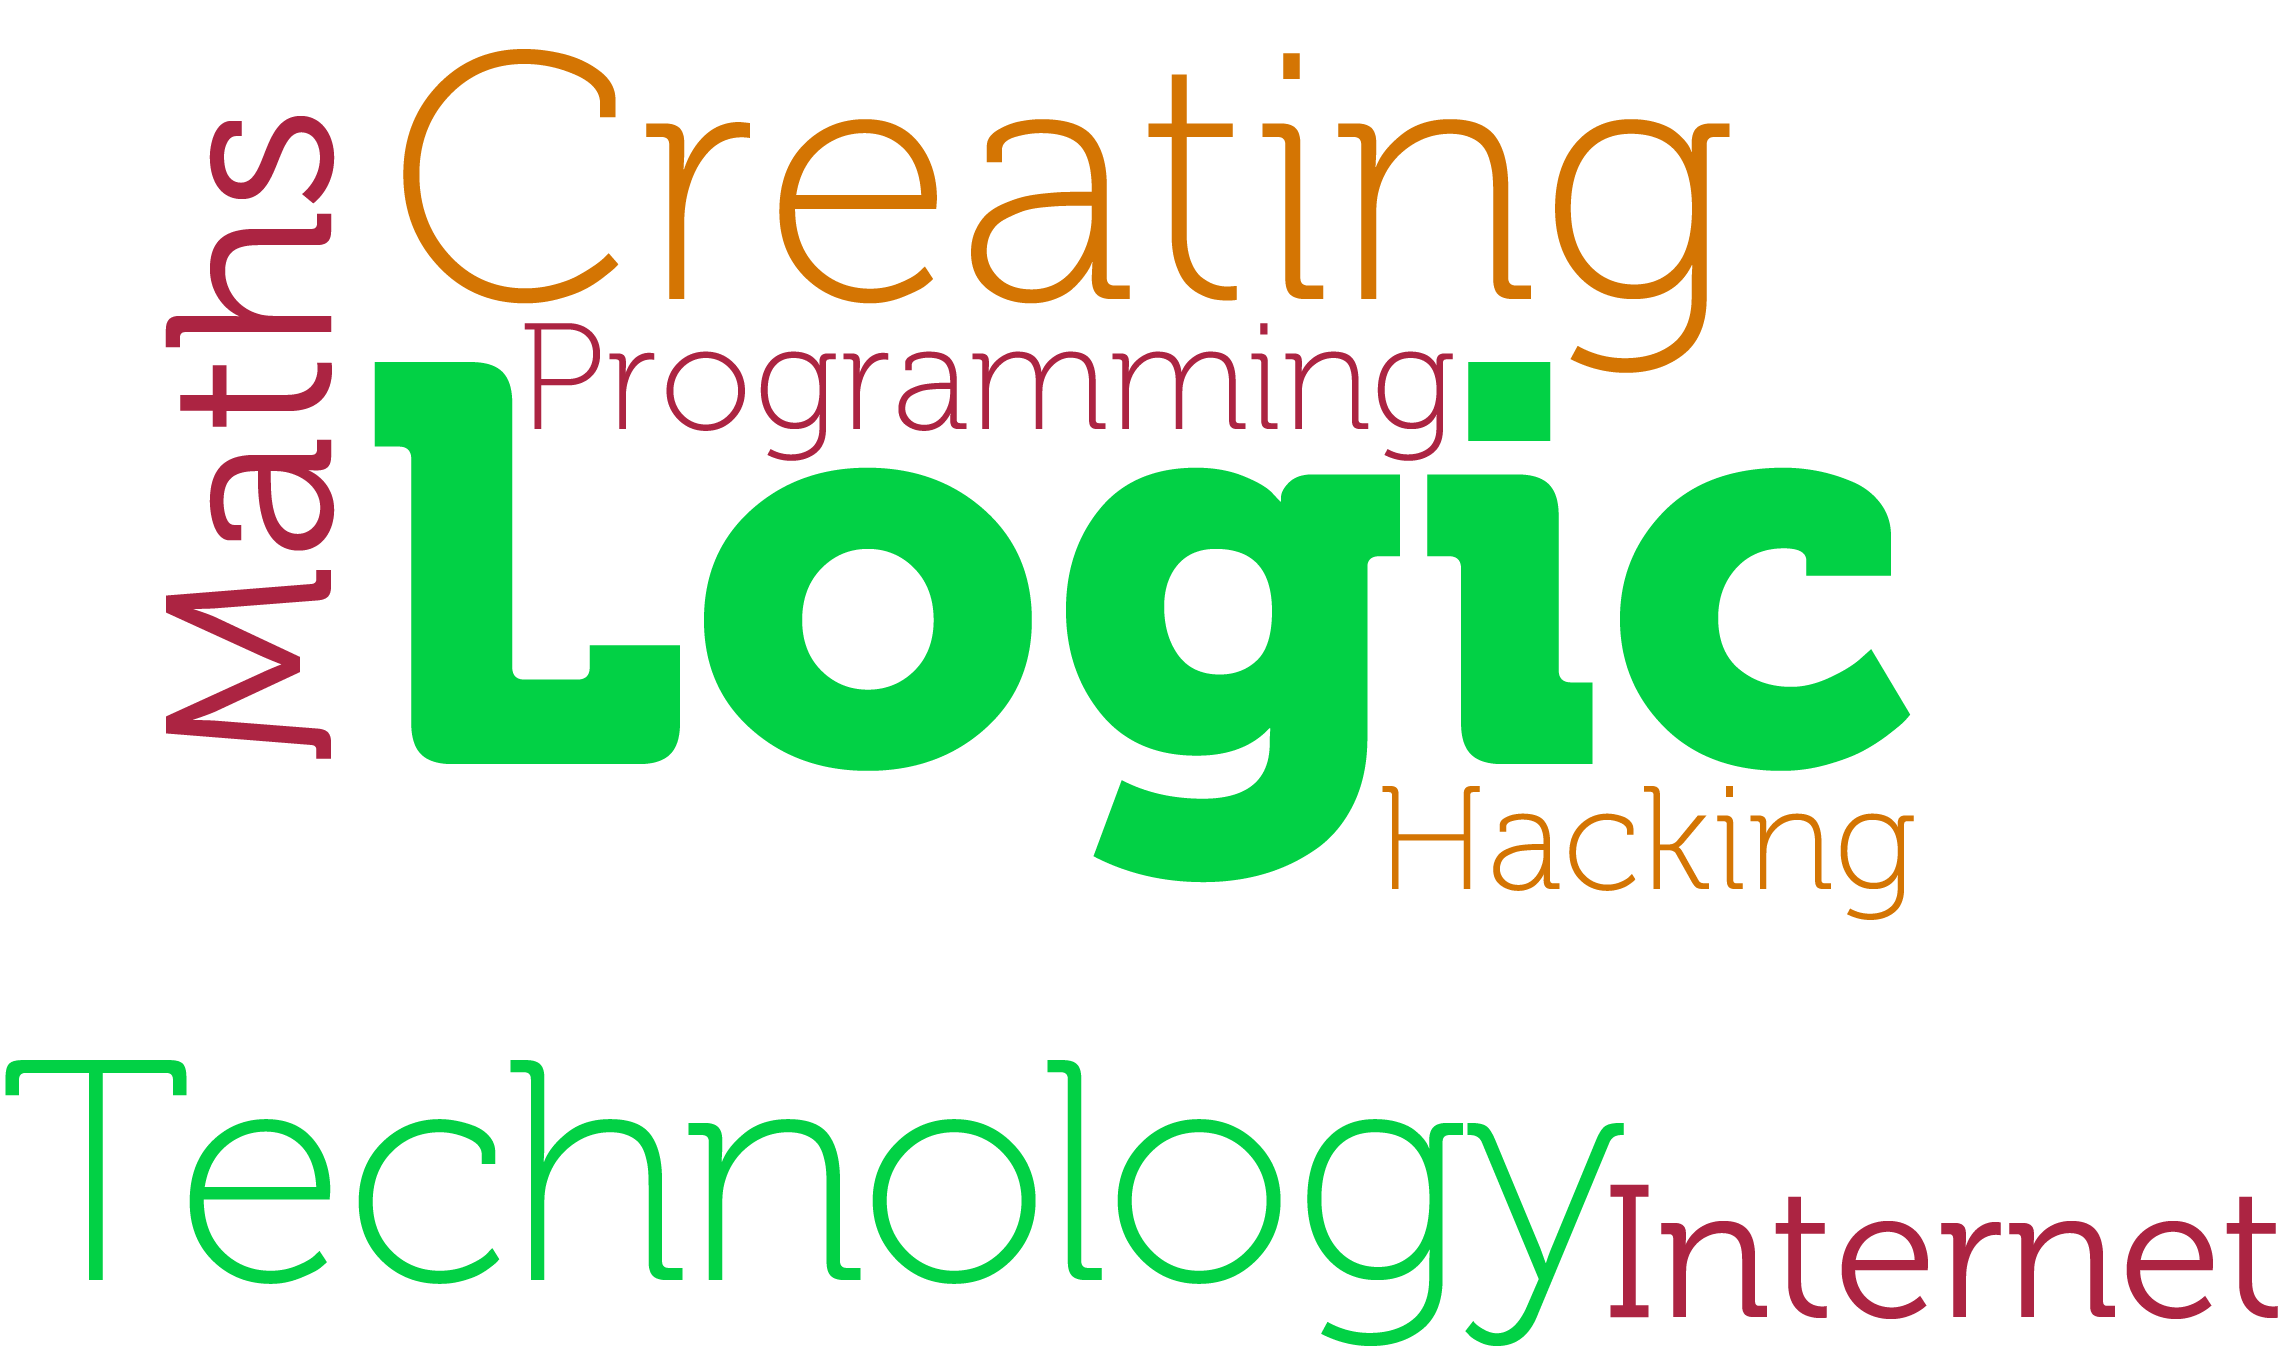 Maths
Creating
Programming
Logic
Hacking
Technology
Internet